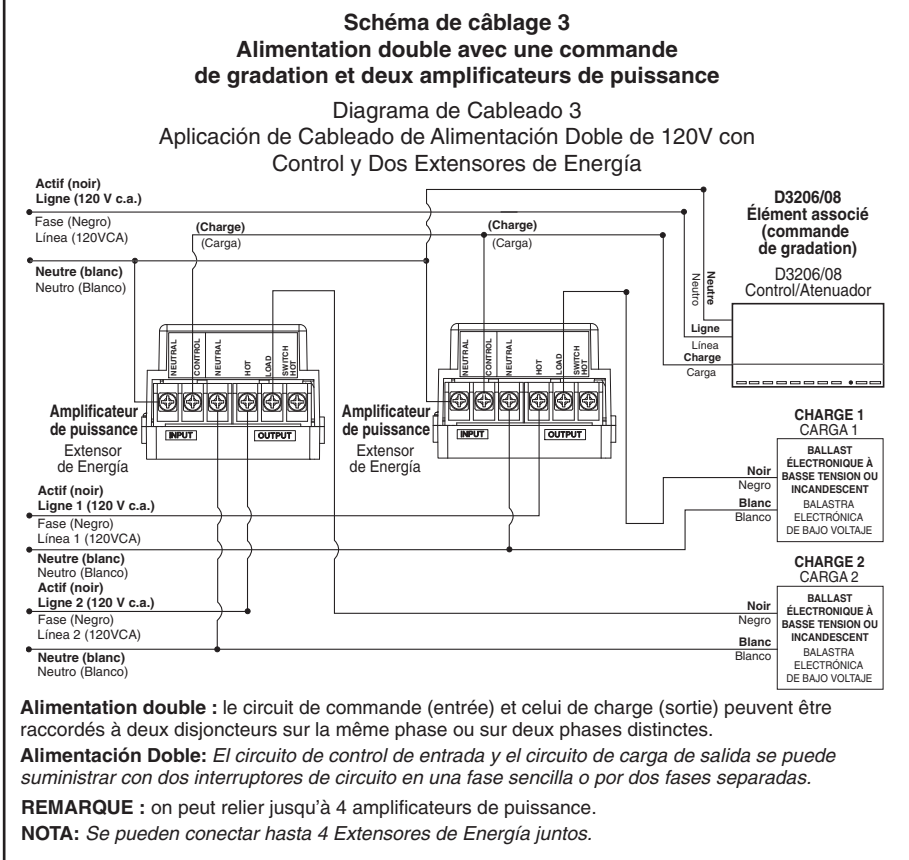 Schéma de câblage 3
Alimentation double avec une commande
de gradation et deux amplificateurs de puissance
Diagrama de Cableado 3
Aplicación de Cableado de Alimentación Doble de 120V con
Control y Dos Extensores de Energía
Actif (noir)
Ligne (120 V c.a.)
Fase (Negro)
Línea (120VCA)
Neutre (blanc)
Neutro (Blanco)
(Charge)
(Carga)
(Charge)
(Carga)
Neutre
Neutro
D3206/08
Élément associé
(commande
de gradation)
D3206/08
Control/Atenuador
Ligne
Línea
Charge
Carga
NEUTRAL
CONTROL
NEUTRAL
HOT
LOAD
SWITCH
HOT
INPUT
OUTPUT
Amplificateur
de puissance
Extensor
de Energía
NEUTRAL
CONTROL
NEUTRAL
HOT
LOAD
SWITCH
HOT
INPUT
OUTPUT
Amplificateur
de puissance
Extensor
de Energía
CHARGE 1
CARGA 1
Noir
Negro
Blanc
Blanco
BALLAST
ÉLECTRONIQUE À
BASSE TENSION OU
INCANDESCENT
BALASTRA
ELECTRÓNICA
DE BAJO VOLTAJE
Actif (noir)
Ligne 1 (120 V c.a.)
Fase (Negro)
Línea 1 (120VCA)
Neutre (blanc)
Neutro (Blanco)
Actif (noir)
Ligne 2 (120 V c.a.)
Fase (Negro)
Línea 2 (120VCA)
Neutre (blanc)
Neutro (Blanco)
CHARGE 2
CARGA 2
Noir
Negro
Blanc
Blanco
BALLAST
ÉLECTRONIQUE À
BASSE TENSION OU
INCANDESCENT
BALASTRA
ELECTRÓNICA
DE BAJO VOLTAJE
Alimentation double : le circuit de commande (entrée) et celui de charge (sortie) peuvent être
raccordés à deux disjoncteurs sur la même phase ou sur deux phases distinctes.
Alimentación Doble: El circuito de control de entrada y el circuito de carga de salida se puede
suministrar con dos interruptores de circuito en una fase sencilla o por dos fases separadas.
REMARQUE : on peut relier jusqu'à 4 amplificateurs de puissance.
NOTA: Se pueden conectar hasta 4 Extensores de Energía juntos.